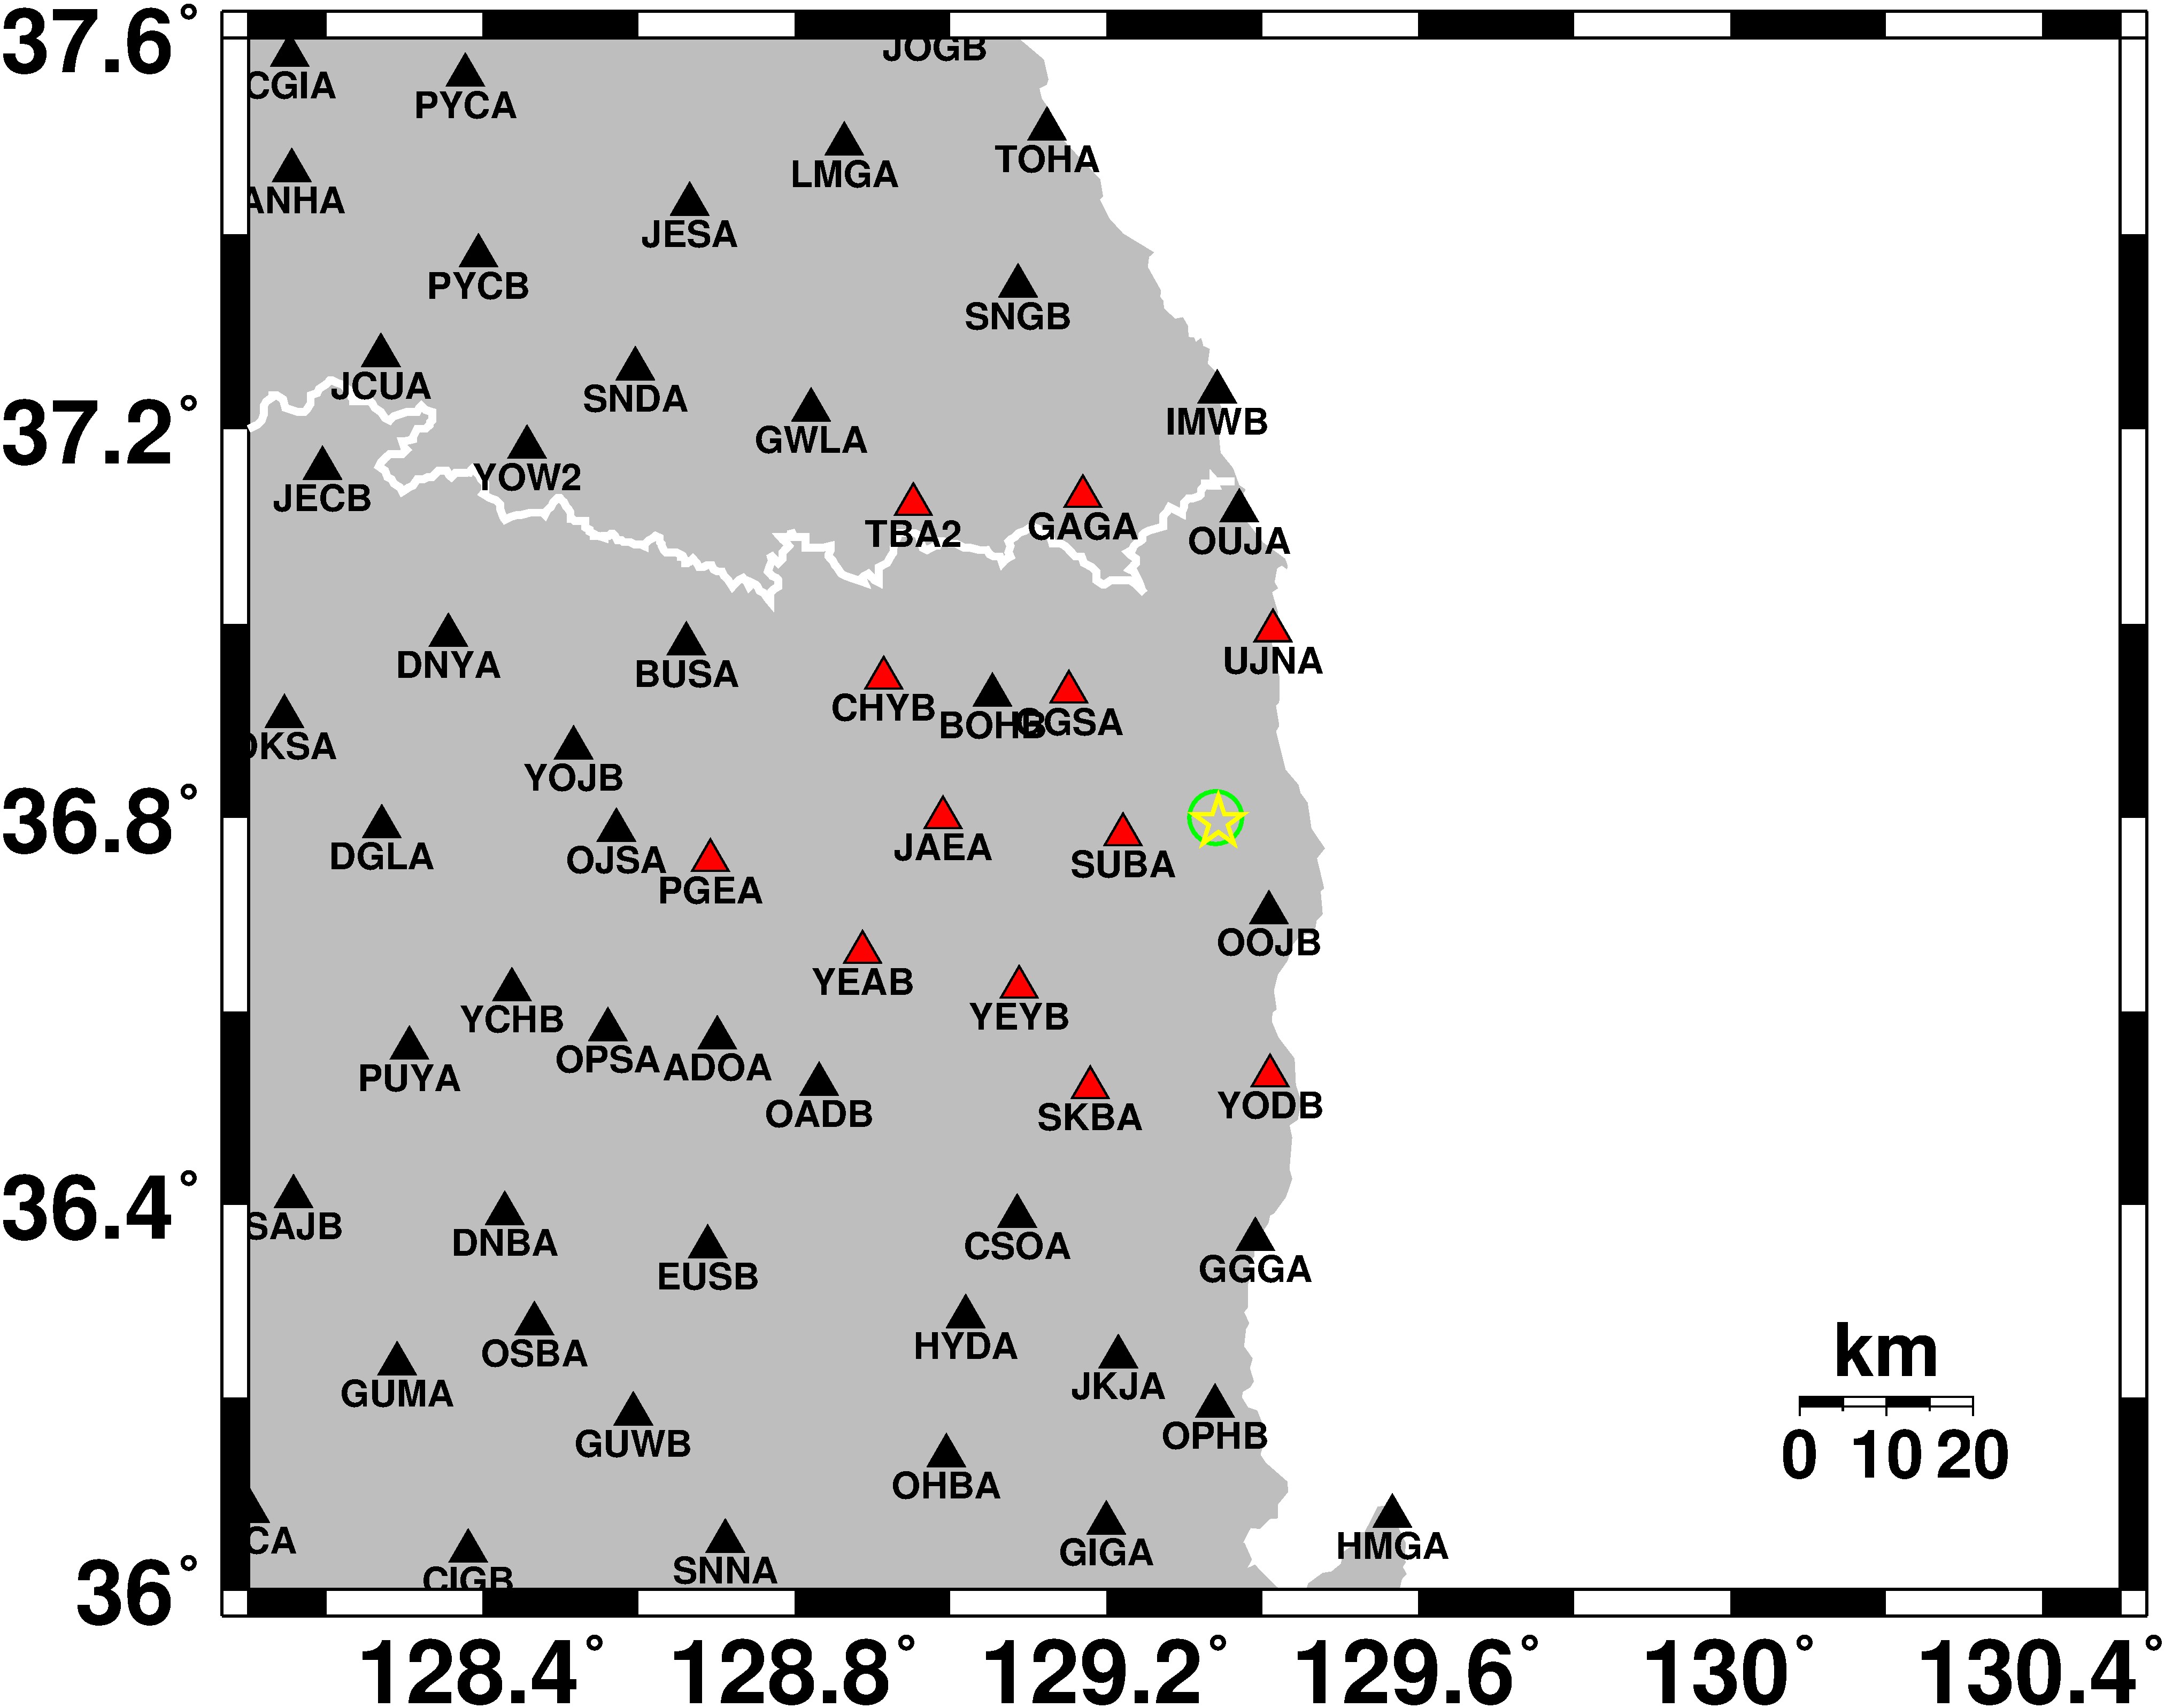 37.6°
JOGB
CGIA
PYCA
TOHA
LMGA
ANHA
JESA
PYCB
SNGB
JCUA
SNDA
37.2°
IMWB
GWLA
YOW2
JECB
TBA2
GAGA
OUJA
DNYA
BUSA
UJNA
CHYB
BOHB
GGSA
DKSA
YOJB
36.8°
DGLA
OJSA
PGEA
JAEA
SUBA
OOJB
YEAB
YEYB
YCHB
OPSA
ADOA
PUYA
OADB
SKBA
YODB
36.4°
SAJB
DNBA
EUSB
CSOA
GGGA
OSBA
HYDA
GUMA
JKJA
km
GUWB
OPHB
0 10 20
OHBA
CA
CIGB
SNNA
GIGA
HMGA
36°
128.4° 128.8° 129.2° 129.6° 130° 130.4°